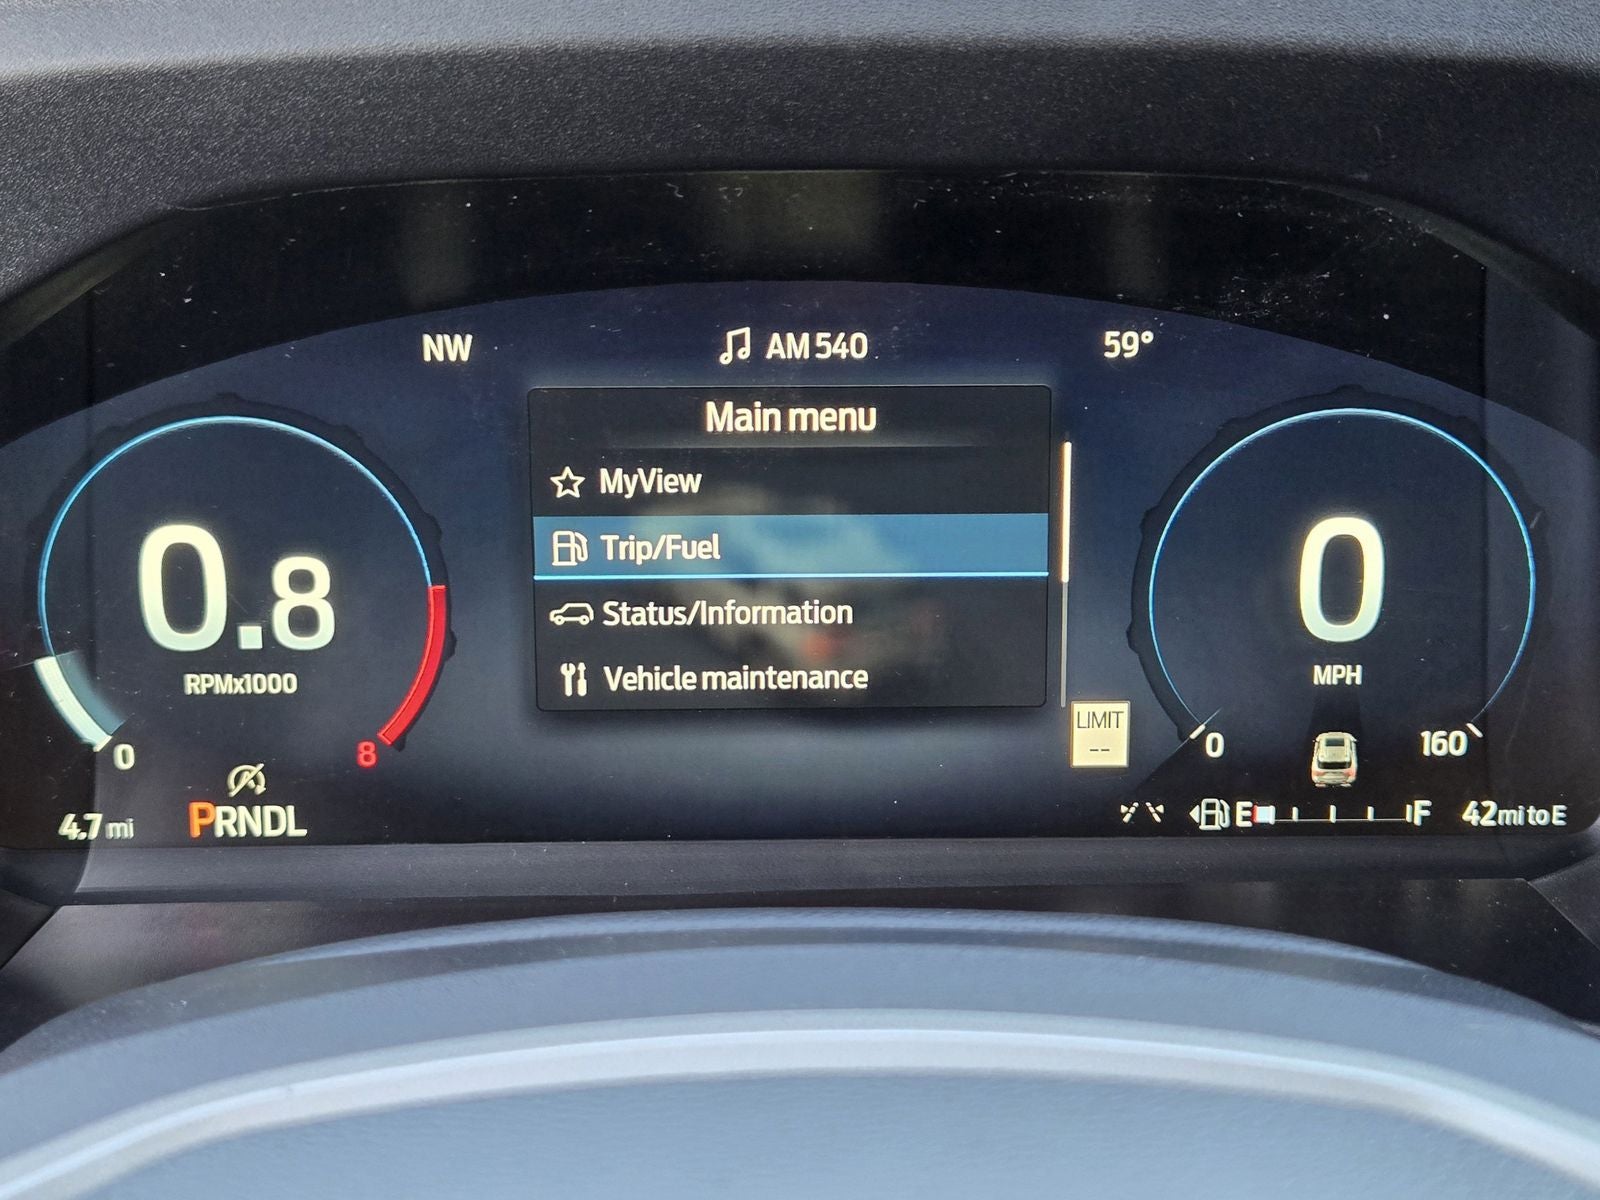 NW
AM 540
59°
Main menu
MyView
Trip/Fuel
Status/Information
Vehicle maintenance
0.8
RPMx1000
0
8
0
MPH
0
160
LIMIT
--
4.7 mi
PRNDL
E
F
42 mi to E